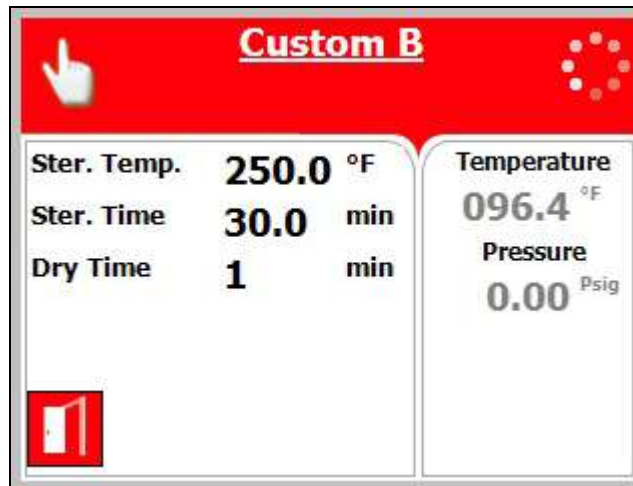 Custom B
Ster. Temp. 250.0 °F
Ster. Time 30.0 min
Dry Time 1 min
Temperature
096.4 °F
Pressure
0.00 Psig